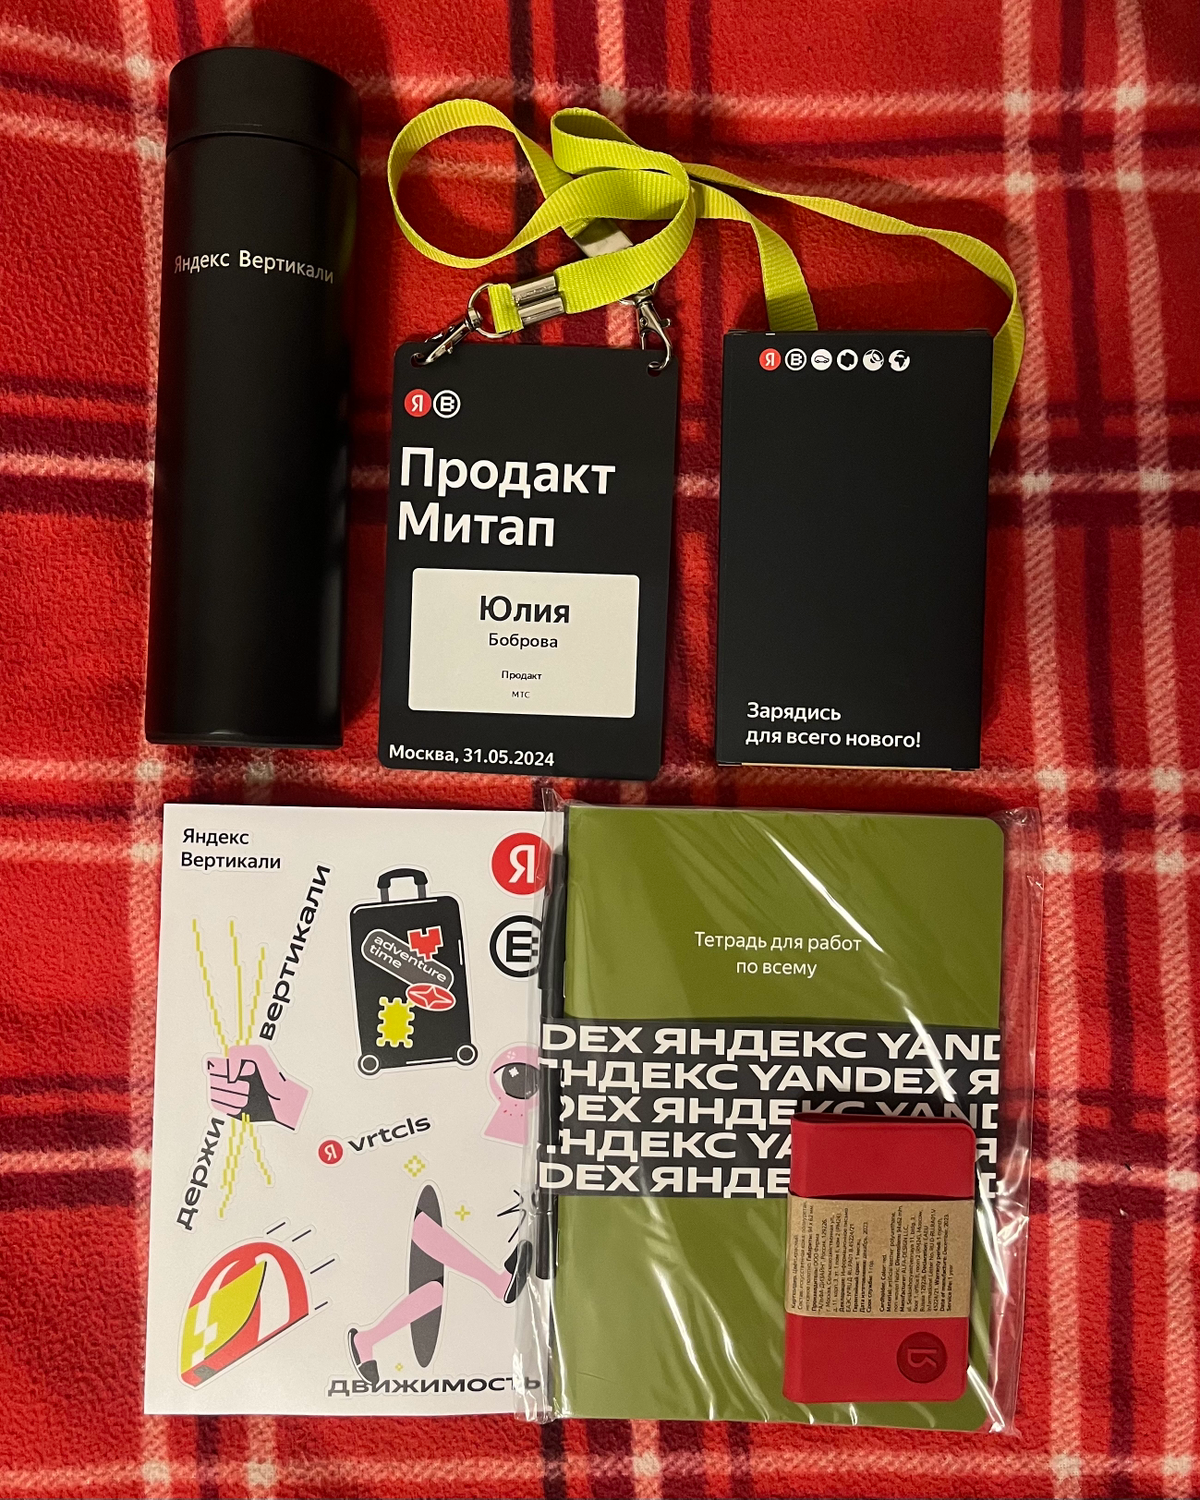 Яндекс Вертикали
Я В
Продакт
Митап
Юлия
Боброва
Продакт
МТС
Москва, 31.05.2024
Я В
Зарядись
для всего нового!
Яндекс
Вертикали
Я
В
держи вертикали
adventure
time
Я vrtcls
движимость
Тетрадь для работ
по всему
DEX ЯНДЕКС YAND
НДЕКС YANDEX Я
DEX ЯНДЕКС YAND
НДЕКС YA
DEX ЯНДЕ
Я